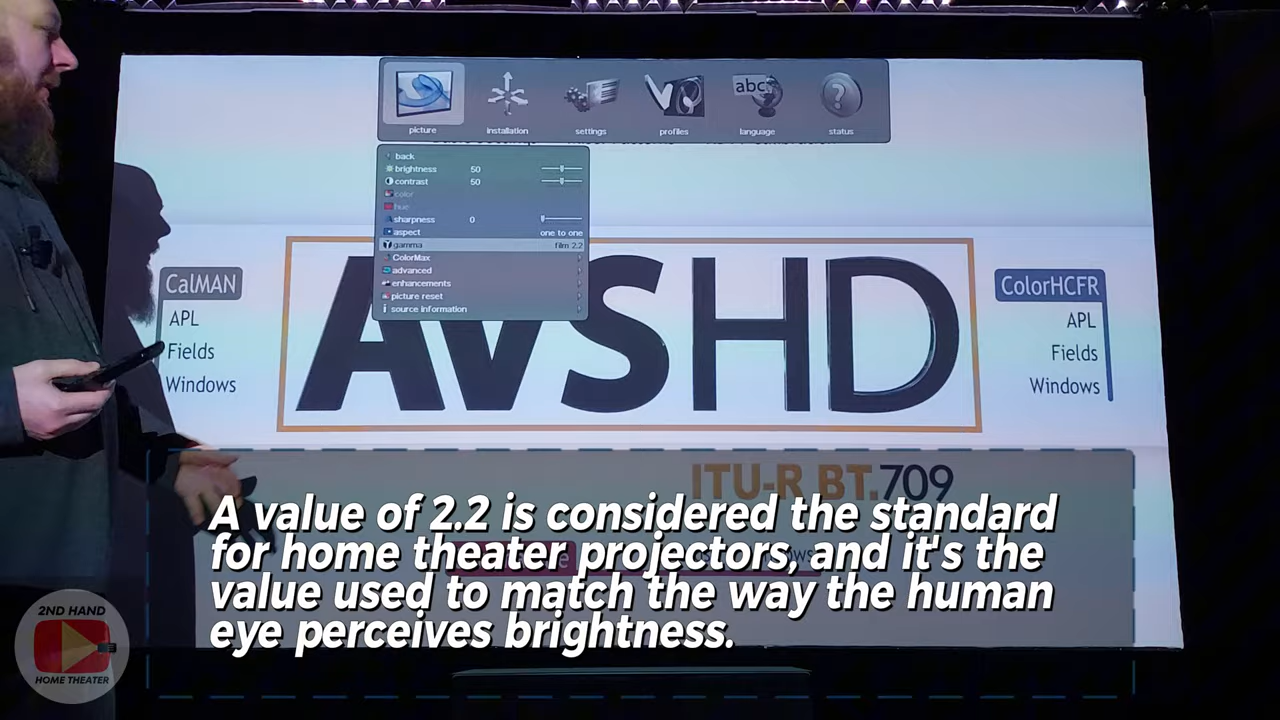 picture
installation
settings
profiles
abc
language
?
status
back
brightness 50
contrast 50
color
hue
sharpness 0
aspect one to one
gamma film 2.2
ColorMax
advanced
enhancements
picture reset
source information
AVSHD
CalMAN
APL
Fields
Windows
ColorHCFR
APL
Fields
Windows
ITU-R BT.709
A value of 2.2 is considered the standard
for home theater projectors, and it's the
value used to match the way the human
eye perceives brightness.
2ND HAND
HOME THEATER